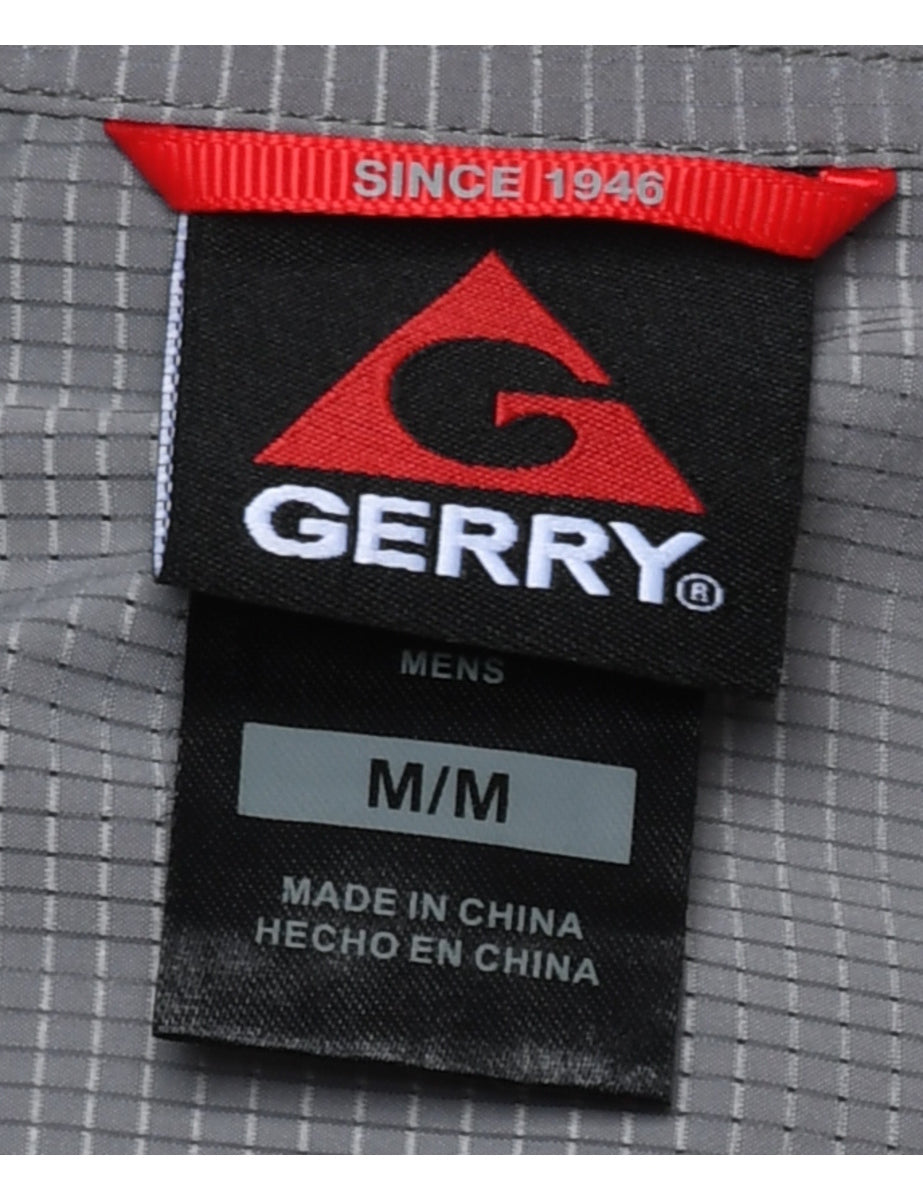 SINCE 1946
G
GERRY®
MENS
M/M
MADE IN CHINA
HECHO EN CHINA